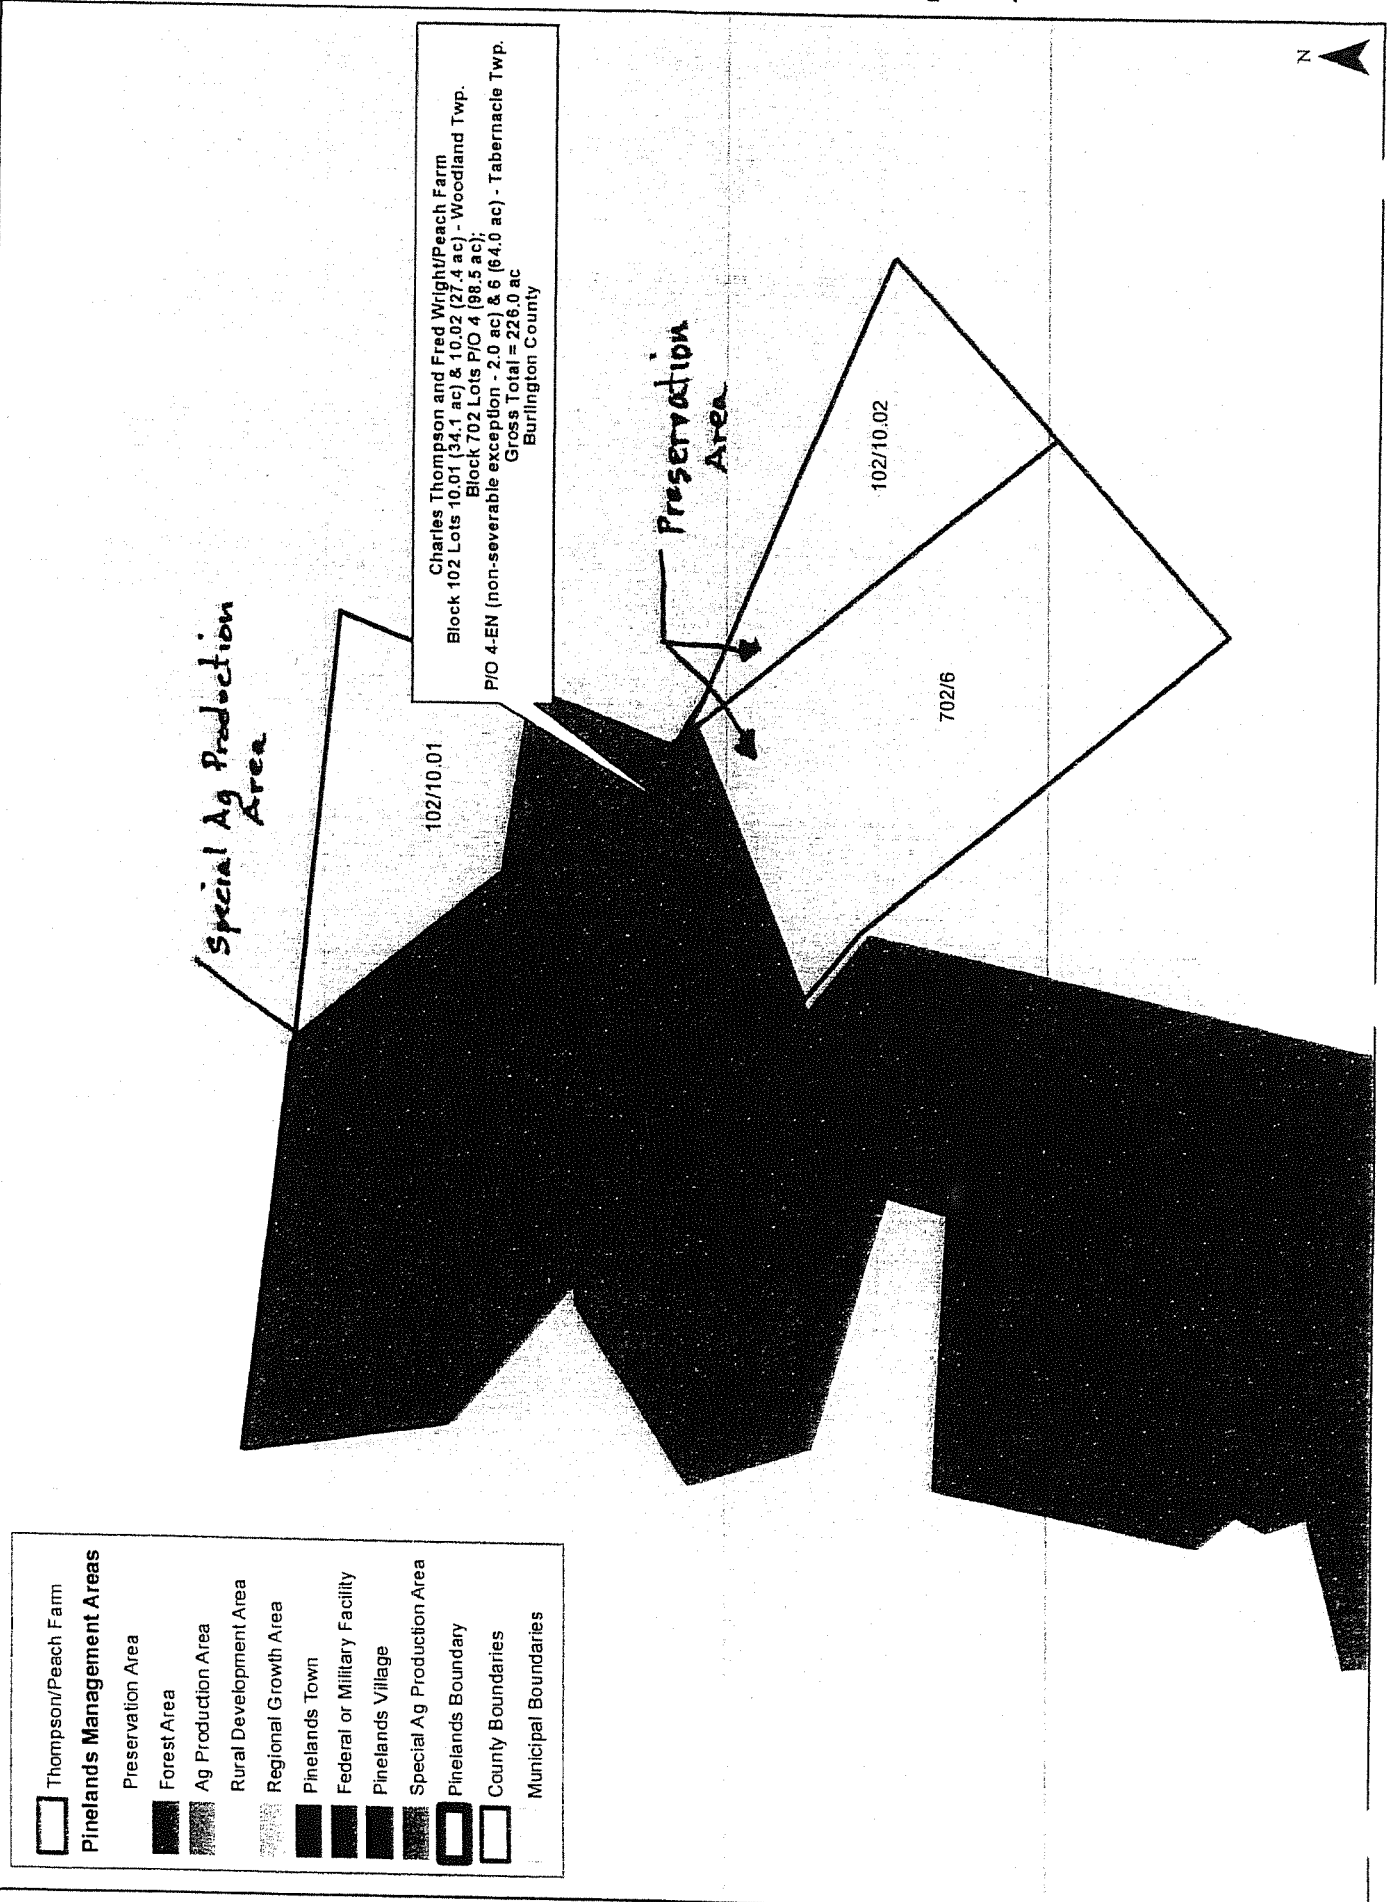 Thompson/Peach Farm
Pinelands Management Areas
Preservation Area
Forest Area
Ag Production Area
Rural Development Area
Regional Growth Area
Pinelands Town
Federal or Military Facility
Pinelands Village
Special Ag Production Area
Pinelands Boundary
County Boundaries
Municipal Boundaries
Special Ag Production
Area
Charles Thompson and Fred Wright/Peach Farm
Block 102 Lots 10.01 (34.1 ac) & 10.02 (27.4 ac) - Woodland Twp.
Block 702 Lots P/O 4 (98.5 ac);
P/O 4-EN (non-severable exception - 2.0 ac) & 6 (64.0 ac) - Tabernacle Twp.
Gross Total = 226.0 ac
Burlington County
102/10.01
Preservation
Area
102/10.02
702/6
N